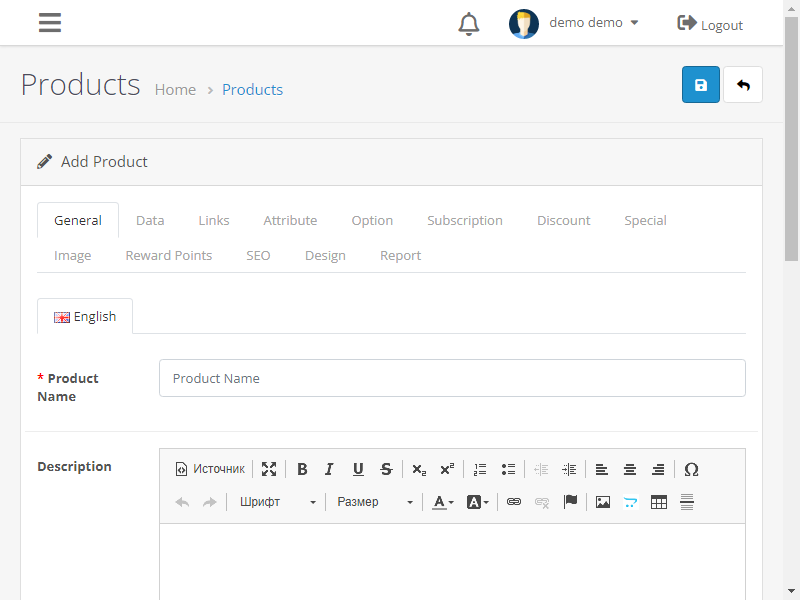 demo demo
Logout
Products
Home › Products
Add Product
General Data Links Attribute Option Subscription Discount Special
Image Reward Points SEO Design Report
English
* Product Name
Product Name
Description
Источник
Шрифт Размер